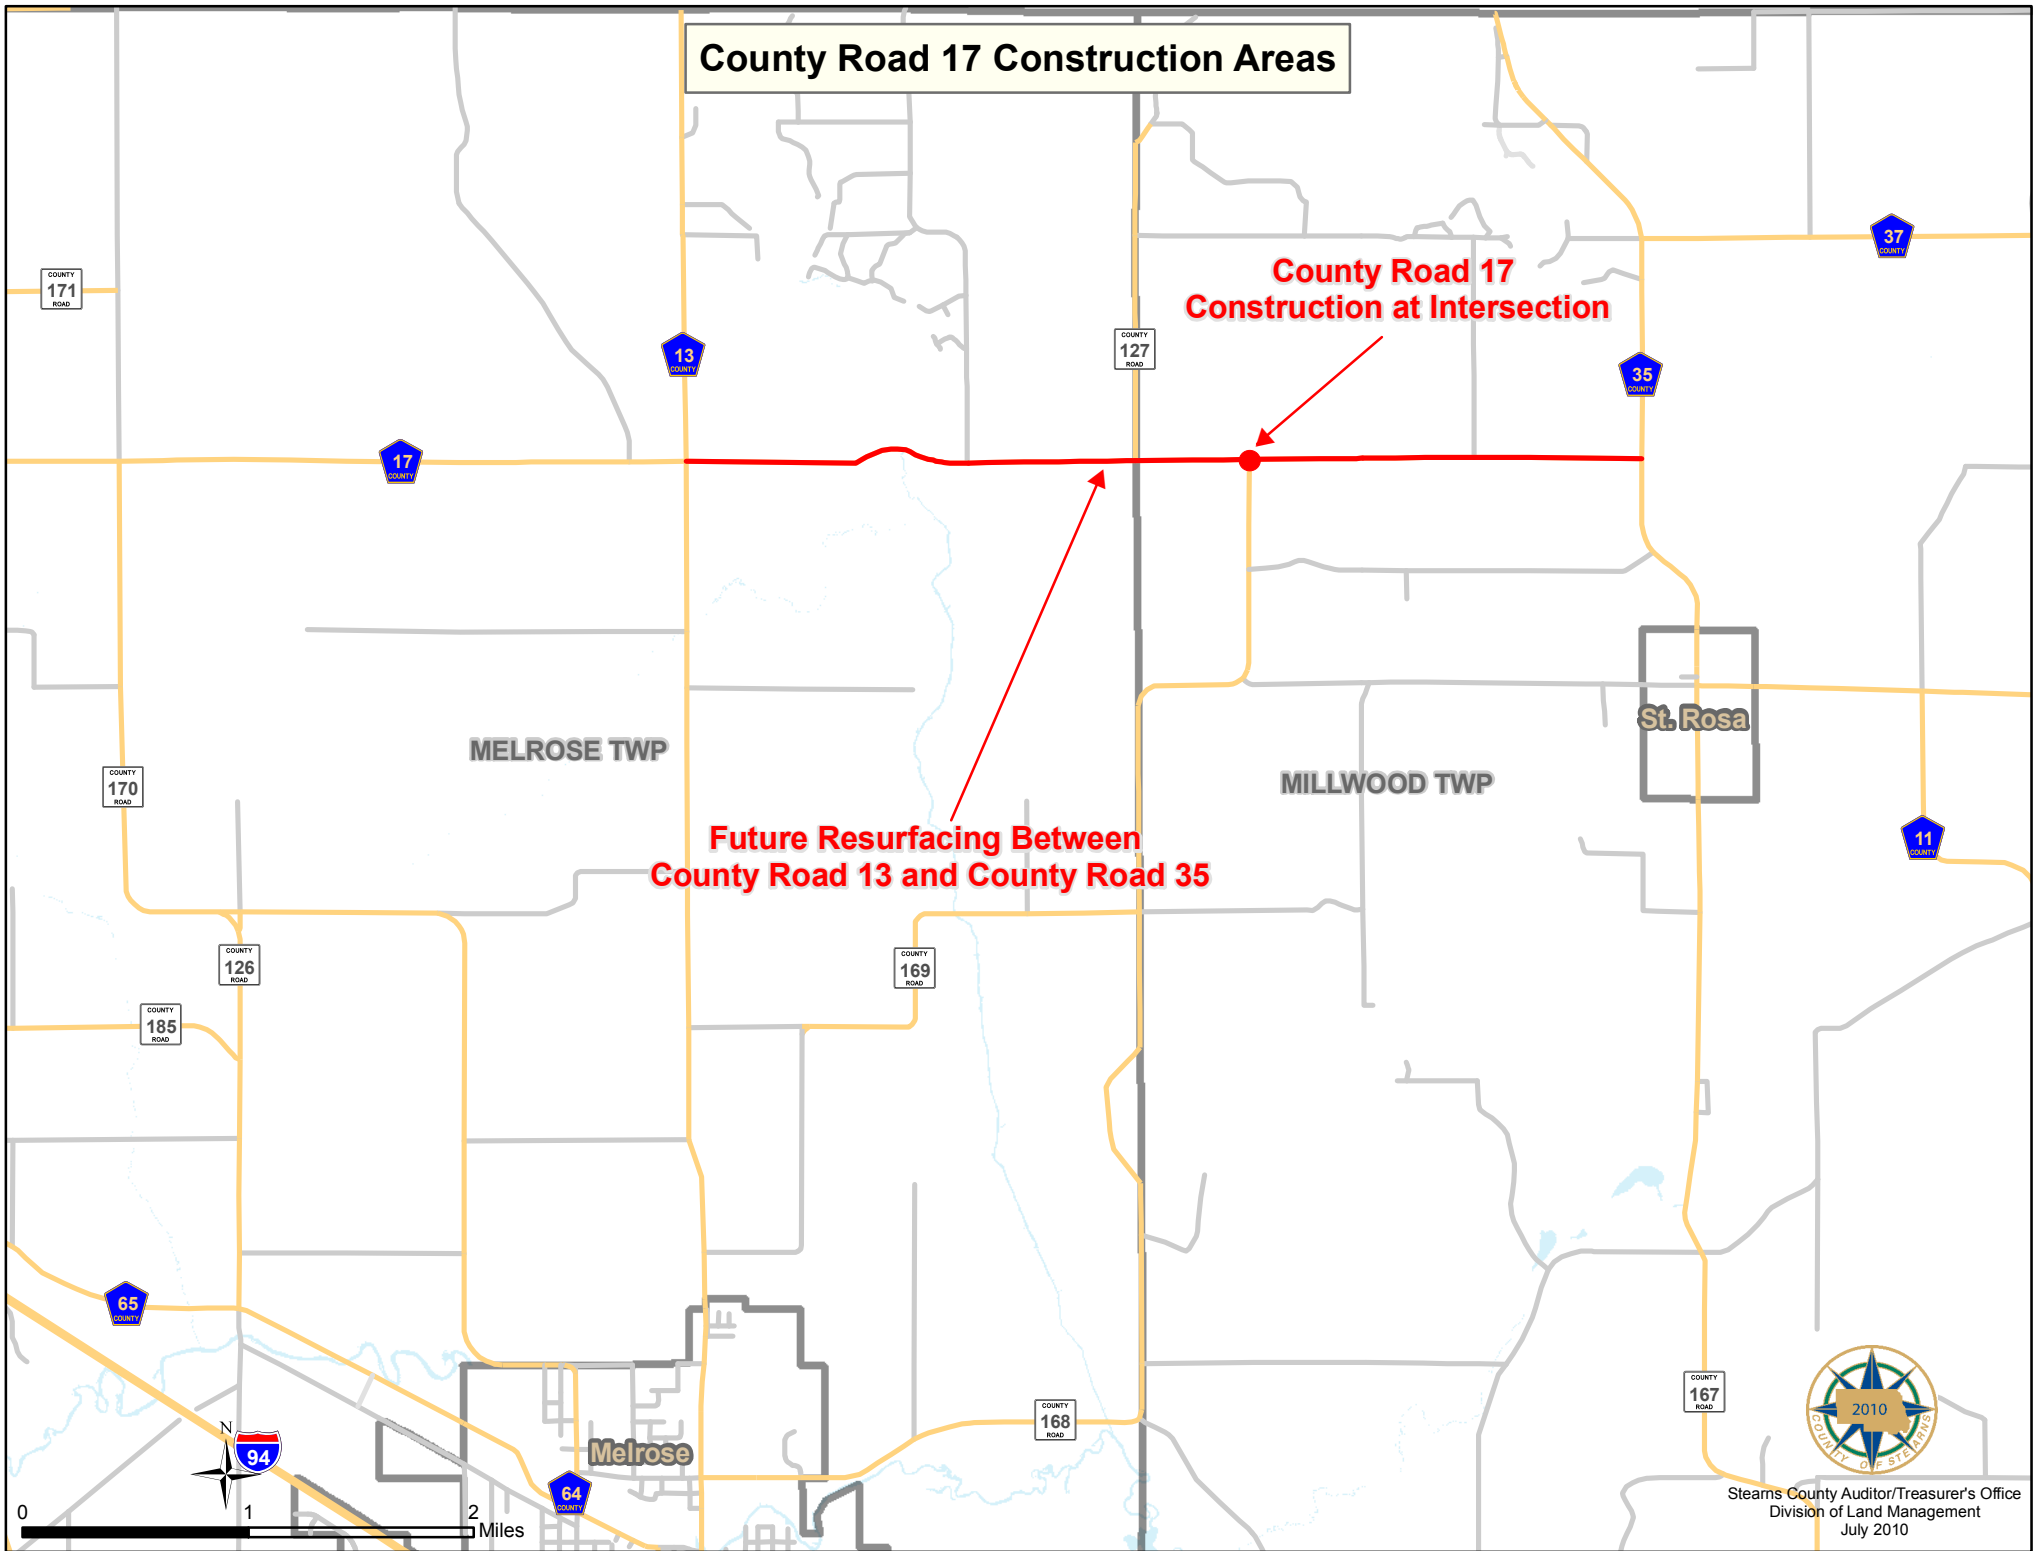 County Road 17 Construction Areas
37
COUNTY
County Road 17
Construction at Intersection
COUNTY
171
ROAD
13
COUNTY
COUNTY
127
ROAD
35
COUNTY
17
COUNTY
St. Rosa
MELROSE TWP
MILLWOOD TWP
COUNTY
170
ROAD
Future Resurfacing Between
County Road 13 and County Road 35
11
COUNTY
COUNTY
126
ROAD
COUNTY
169
ROAD
COUNTY
185
ROAD
65
COUNTY
COUNTY
167
ROAD
COUNTY
168
ROAD
2010
COUNTY OF STEARNS
N
94
Melrose
64
COUNTY
0 1 2
Miles
Stearns County Auditor/Treasurer's Office
Division of Land Management
July 2010